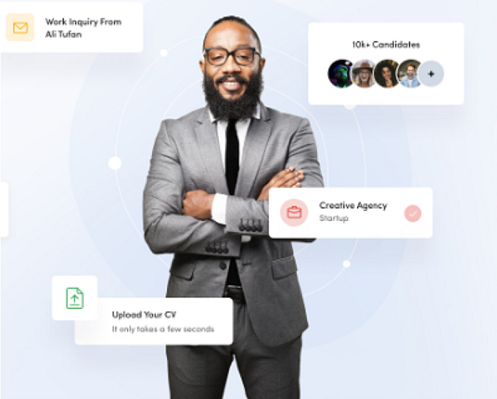 Work Inquiry From
Ali Tufan
10k+ Candidates
+
Creative Agency
Startup
Upload Your CV
It only takes a few seconds